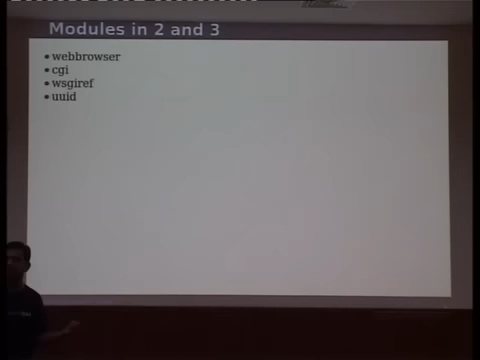 Modules in 2 and 3
• webbrowser
• cgi
• wsgiref
• uuid